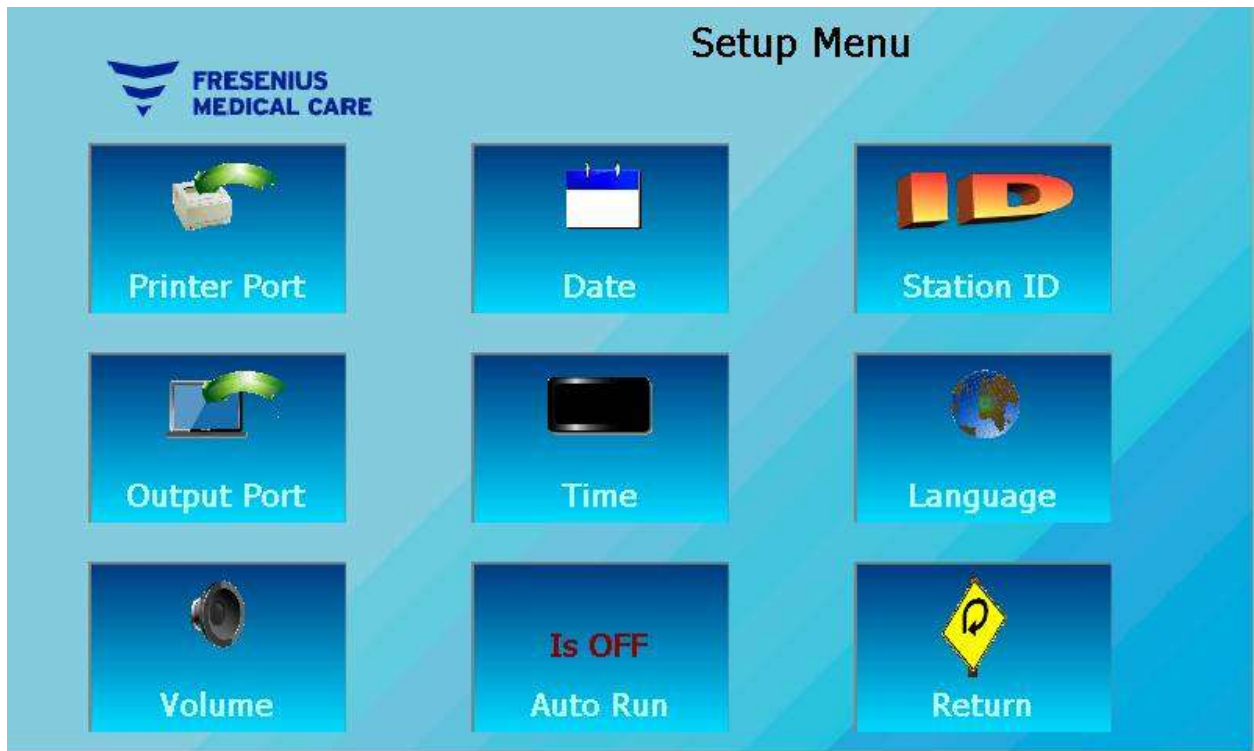 Setup Menu
FRESENIUS
MEDICAL CARE
Printer Port
Date
ID
Station ID
Output Port
Time
Language
Volume
Is OFF
Auto Run
Return